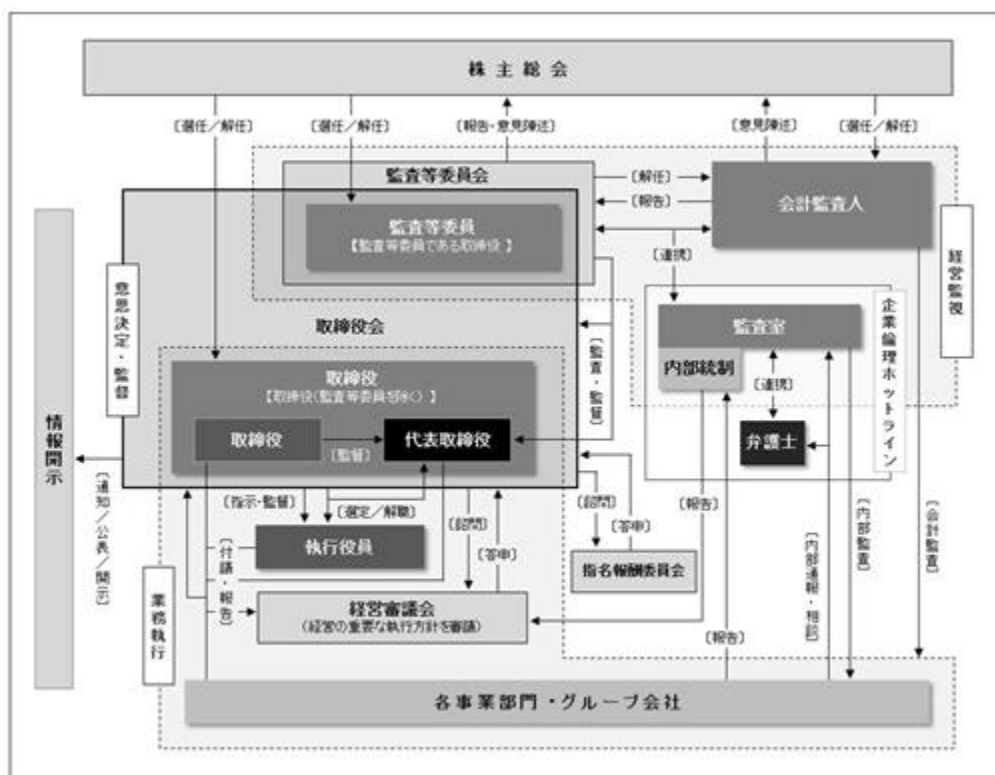 株主総会
〔選任／解任〕
〔選任／解任〕
〔報告・意見陳述〕
〔意見陳述〕
〔選任／解任〕
監査等委員会
監査等委員
【監査等委員である取締役】
〔解任〕
〔報告〕
〔連携〕
会計監査人
経営監視
意思決定・監督
取締役会
取締役
【取締役(監査等委員を除く)】
取締役
〔監督〕
代表取締役
〔監査・監督〕
監査室
内部統制
〔連携〕
弁護士
企業倫理ホットライン
情報開示
〔通知／公表／開示〕
〔指示・監督〕
〔選定／解職〕
〔諮問〕
〔答申〕
〔諮問〕
〔答申〕
〔報告〕
〔内部監査〕
〔会計監査〕
執行役員
〔付議・報告〕
指名報酬委員会
業務執行
経営審議会
(経営の重要な執行方針を審議)
〔報告〕
〔内部通報・相談〕
各事業部門・グループ会社